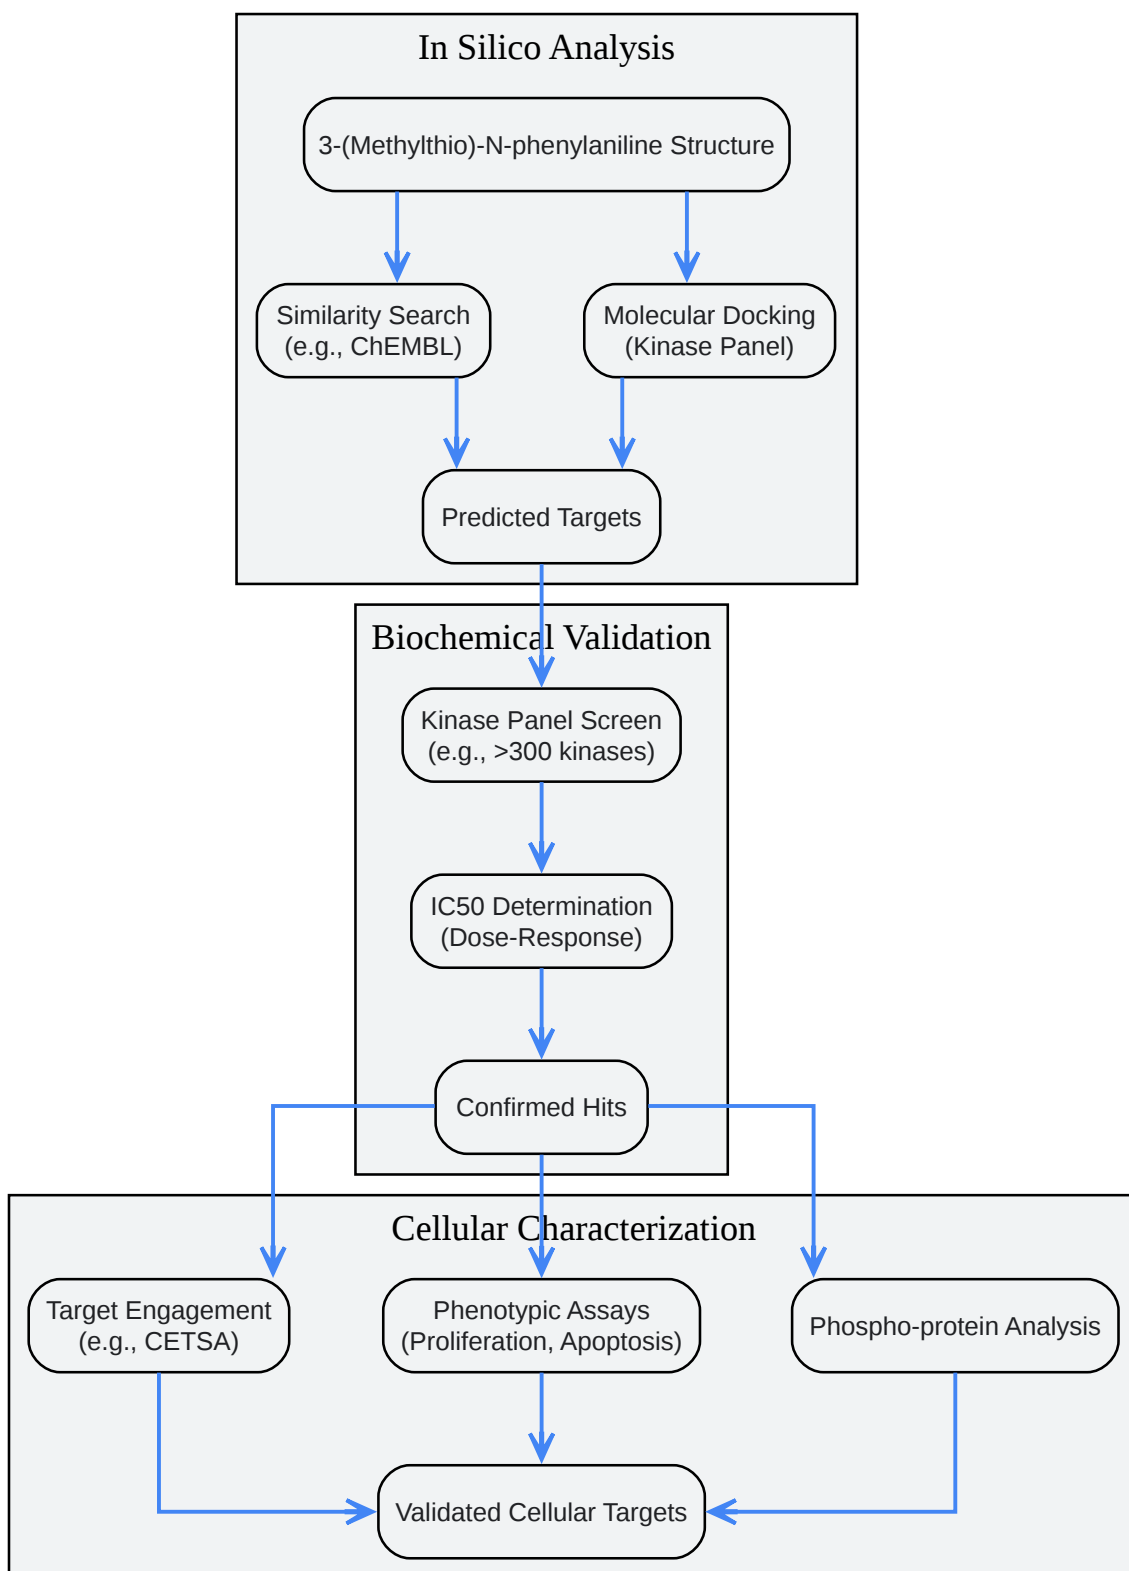 In Silico Analysis
3-(Methylthio)-N-phenylaniline Structure
Similarity Search
(e.g., ChEMBL)
Molecular Docking
(Kinase Panel)
Predicted Targets
Biochemical Validation
Kinase Panel Screen
(e.g., >300 kinases)
IC50 Determination
(Dose-Response)
Confirmed Hits
Cellular Characterization
Target Engagement
(e.g., CETSA)
Phenotypic Assays
(Proliferation, Apoptosis)
Phospho-protein Analysis
Validated Cellular Targets